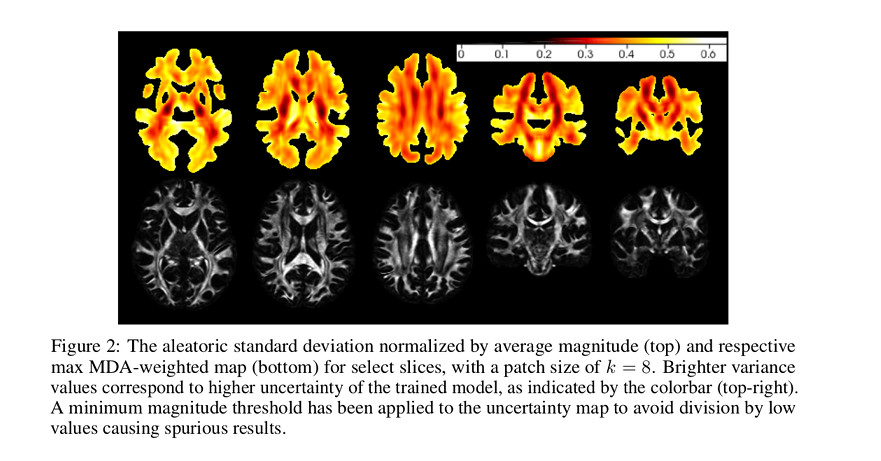 0 0.1 0.2 0.3 0.4 0.5 0.6
Figure 2: The aleatoric standard deviation normalized by average magnitude (top) and respective
max MDA-weighted map (bottom) for select slices, with a patch size of k = 8. Brighter variance
values correspond to higher uncertainty of the trained model, as indicated by the colorbar (top-right).
A minimum magnitude threshold has been applied to the uncertainty map to avoid division by low
values causing spurious results.